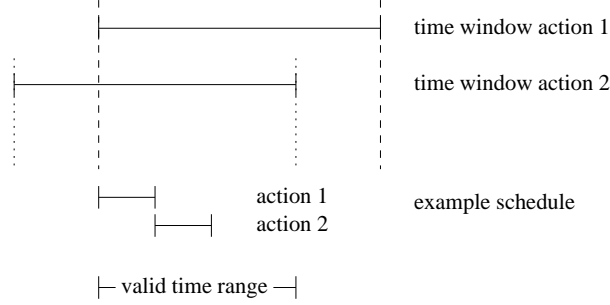 time window action 1
time window action 2
action 1
example schedule
action 2
valid time range